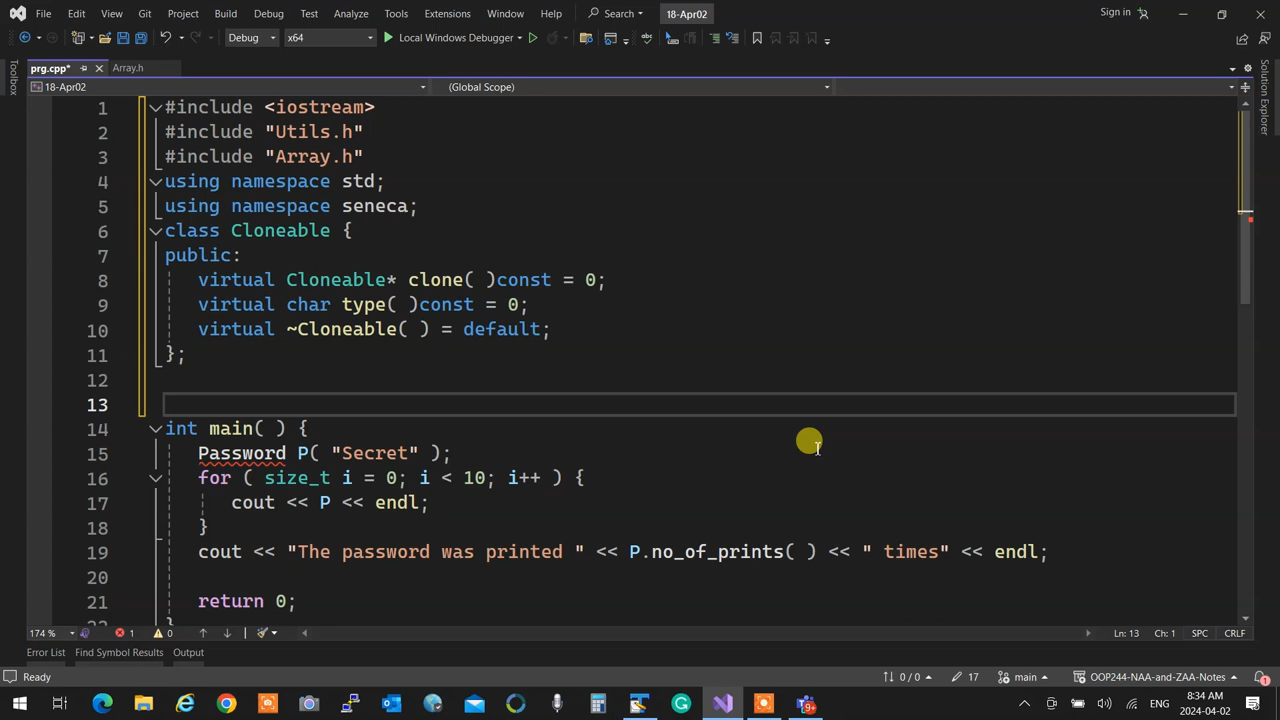 File Edit View Git Project Build Debug Test Analyze Tools Extensions Window Help Search 18-Apr02 Sign in
Debug x64 Local Windows Debugger
prg.cpp* Array.h
18-Apr02 (Global Scope)
Toolbox
Solution Explorer
1 #include <iostream>
2 #include "Utils.h"
3 #include "Array.h"
4 using namespace std;
5 using namespace seneca;
6 class Cloneable {
7 public:
8 virtual Cloneable* clone( )const = 0;
9 virtual char type( )const = 0;
10 virtual ~Cloneable( ) = default;
11 };
12
13
14 int main( ) {
15 Password P( "Secret" );
16 for ( size_t i = 0; i < 10; i++ ) {
17 cout << P << endl;
18 }
19 cout << "The password was printed " << P.no_of_prints( ) << " times" << endl;
20
21 return 0;
22 }
174 % 1 0 Ln: 13 Ch: 1 SPC CRLF
Error List Find Symbol Results Output
Ready 0 / 0 17 main OOP244-NAA-and-ZAA-Notes 1
ENG 8:34 AM
2024-04-02